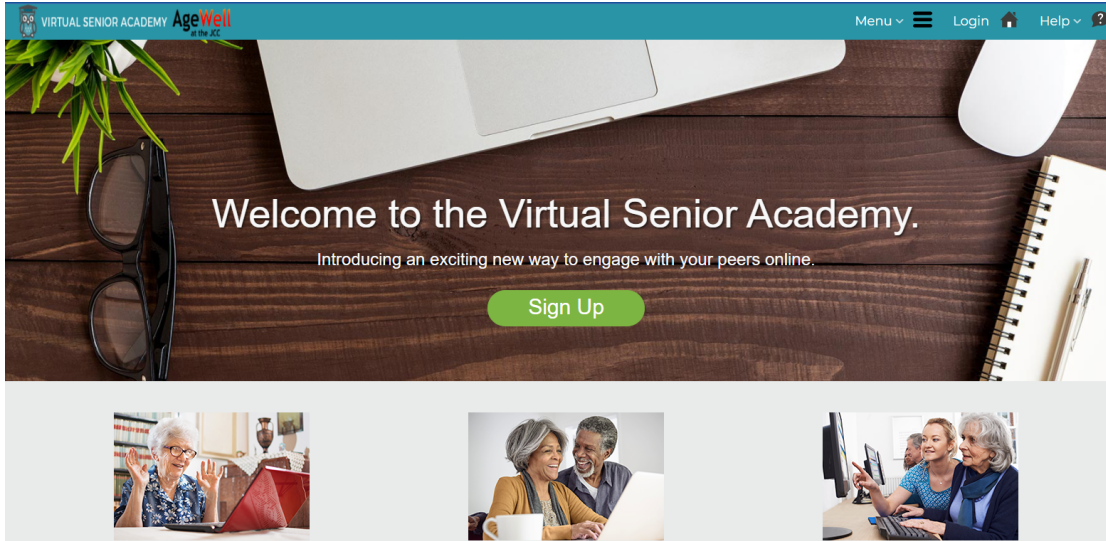 VIRTUAL SENIOR ACADEMY AgeWell
at the JCC
Menu Login Help ?
Welcome to the Virtual Senior Academy.
Introducing an exciting new way to engage with your peers online.
Sign Up